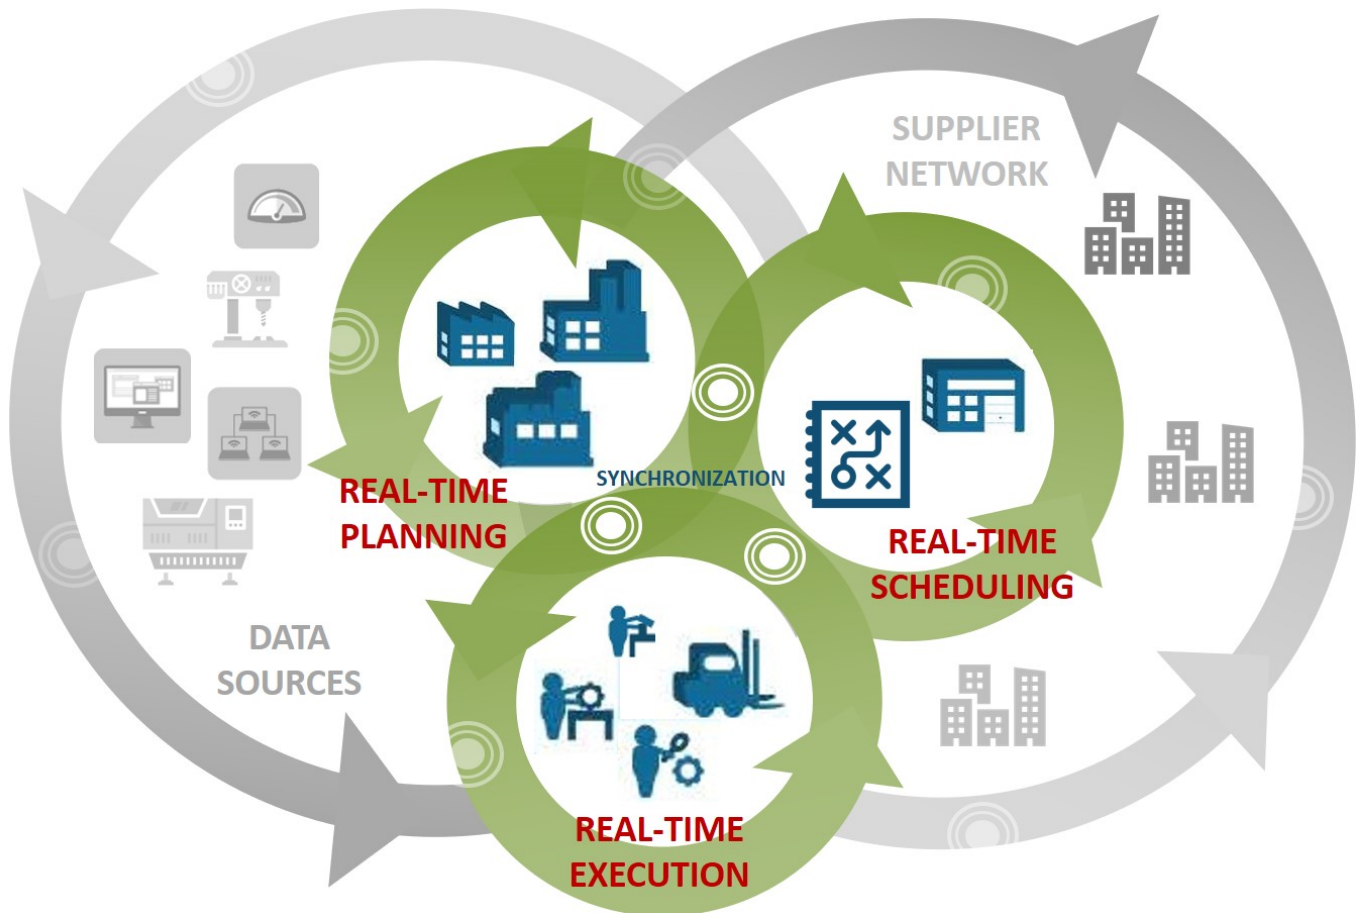 SUPPLIER
NETWORK
SYNCHRONIZATION
REAL-TIME
PLANNING
REAL-TIME
SCHEDULING
DATA
SOURCES
REAL-TIME
EXECUTION